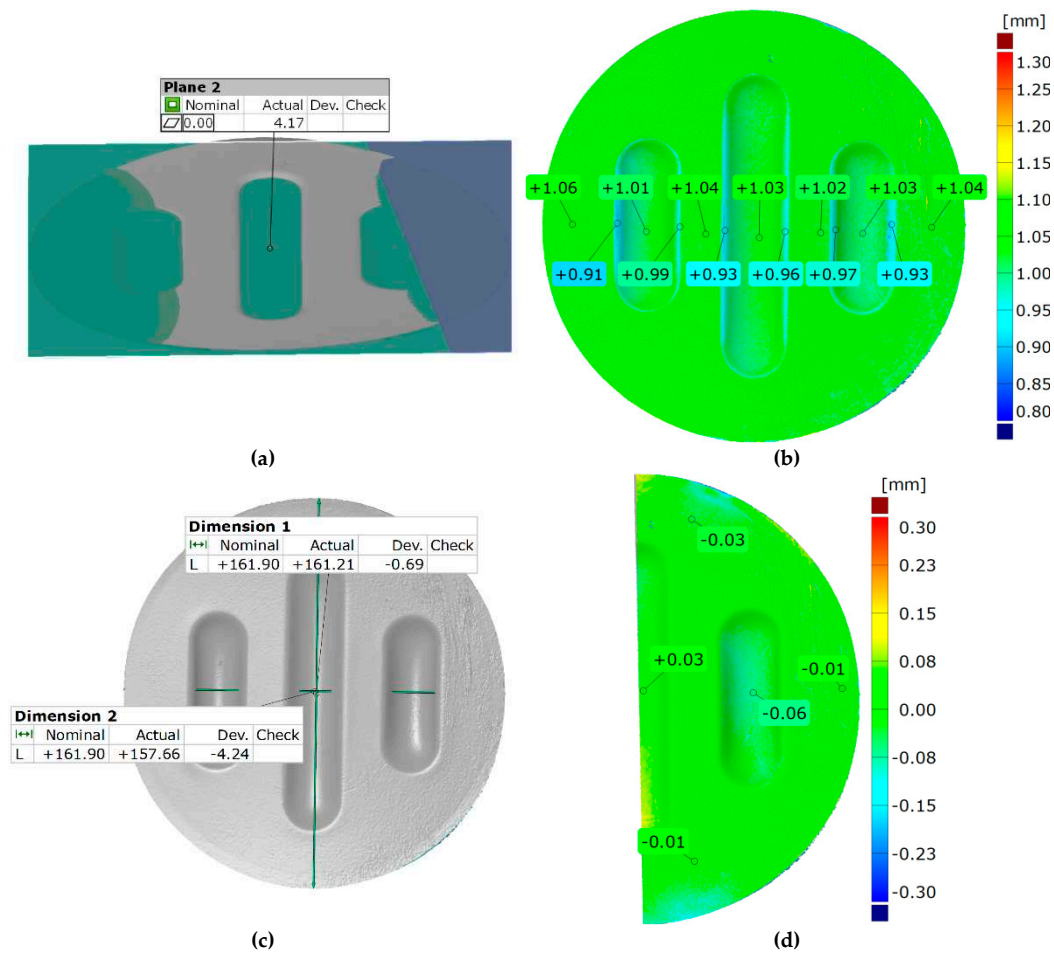 Plane 2
Nominal Actual Dev. Check
0.00 4.17
(a)
[mm]
1.30
1.25
1.20
1.15
1.10
1.05
1.00
0.95
0.90
0.85
0.80
+1.06 +1.01 +1.04 +1.03 +1.02 +1.03 +1.04
+0.91 +0.99 +0.93 +0.96 +0.97 +0.93
(b)
Dimension 1
Nominal Actual Dev. Check
L +161.90 +161.21 -0.69
Dimension 2
Nominal Actual Dev. Check
L +161.90 +157.66 -4.24
(c)
[mm]
0.30
0.23
0.15
0.08
0.00
-0.08
-0.15
-0.23
-0.30
-0.03
+0.03
-0.01
-0.06
-0.01
(d)